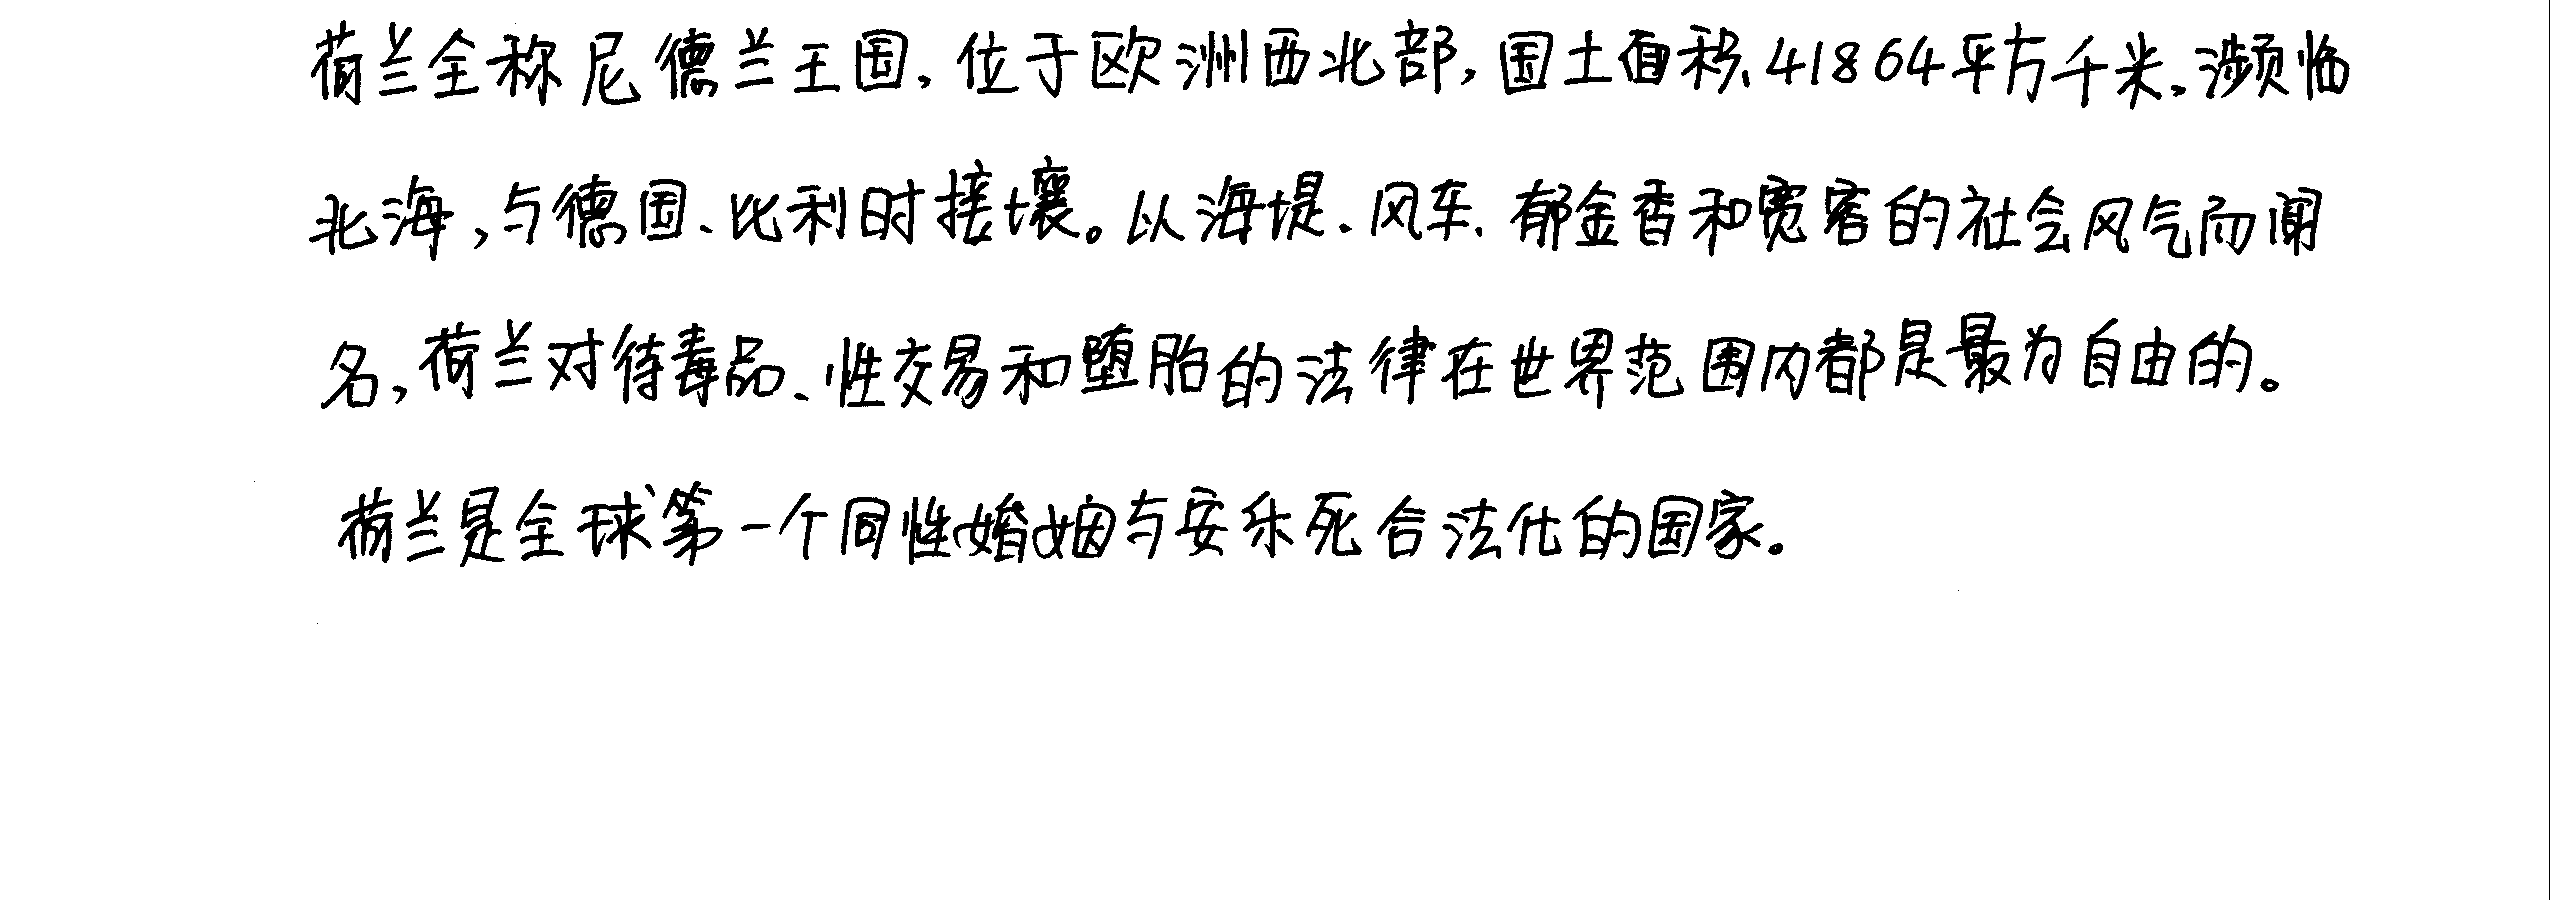 荷兰全称尼德兰王国,位于欧洲西北部,国土面积41864平方千米,濒临
北海,与德国、比利时接壤。以海堤、风车、郁金香和宽容的社会风气而闻
名,荷兰对待毒品、性交易和堕胎的法律在世界范围内都是最为自由的。
荷兰是全球第一个同性婚姻与安乐死合法化的国家。